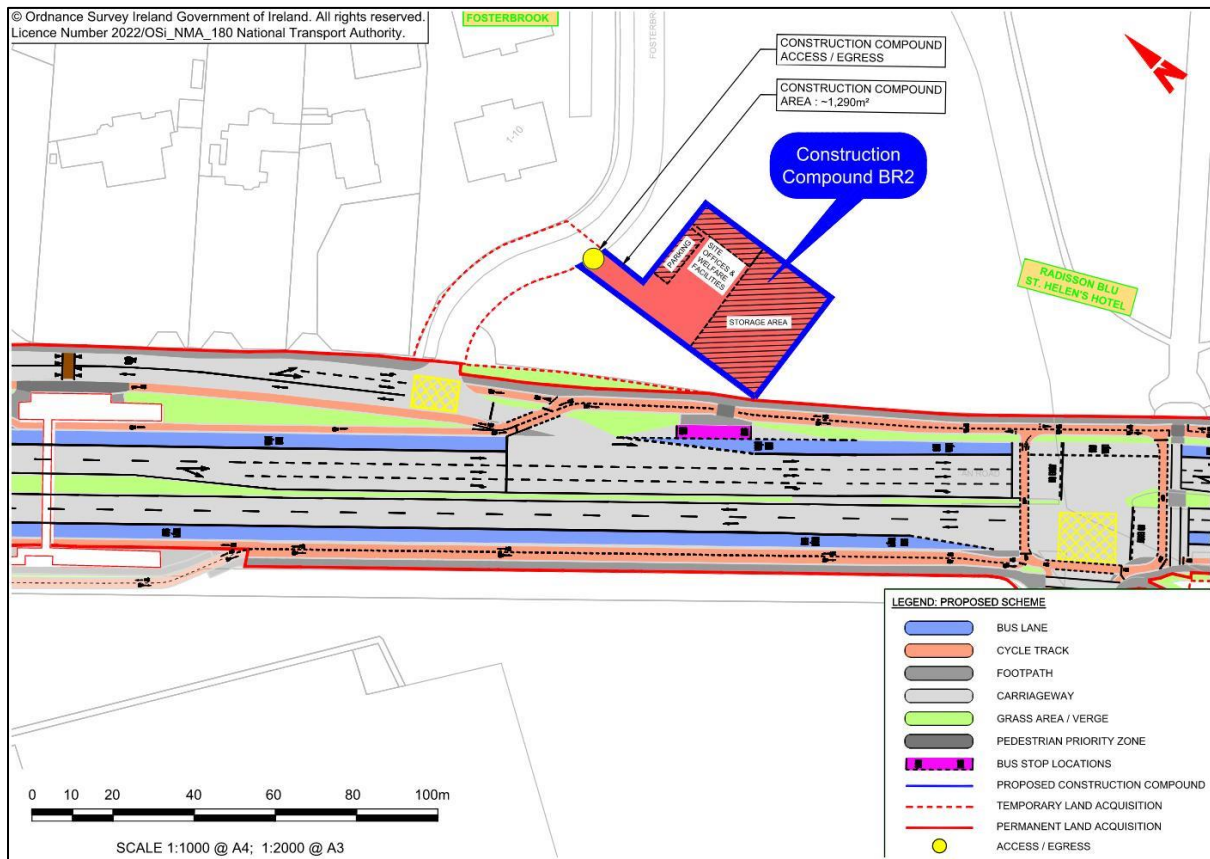 © Ordnance Survey Ireland Government of Ireland. All rights reserved.
Licence Number 2022/OSi_NMA_180 National Transport Authority.
FOSTERBROOK
FOSTERBR
CONSTRUCTION COMPOUND
ACCESS / EGRESS
CONSTRUCTION COMPOUND
AREA : ~1,290m²
N
1-10
Construction
Compound BR2
PARKING
SITE
OFFICES &
WELFARE
FACILITIES
STORAGE AREA
RADISSON BLU
ST. HELEN'S HOTEL
LEGEND: PROPOSED SCHEME
BUS LANE
CYCLE TRACK
FOOTPATH
CARRIAGEWAY
GRASS AREA / VERGE
PEDESTRIAN PRIORITY ZONE
BUS STOP LOCATIONS
PROPOSED CONSTRUCTION COMPOUND
TEMPORARY LAND ACQUISITION
PERMANENT LAND ACQUISITION
ACCESS / EGRESS
0 10 20 40 60 80 100m
SCALE 1:1000 @ A4; 1:2000 @ A3